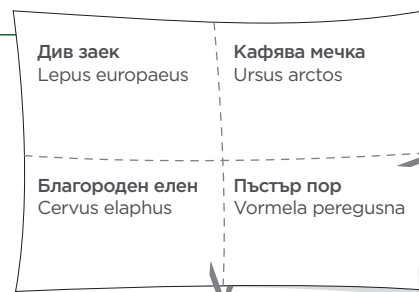 Див заек
Lepus europaeus
Кафява мечка
Ursus arctos
Благороден елен
Cervus elaphus
Пъстър пор
Vormela peregusna